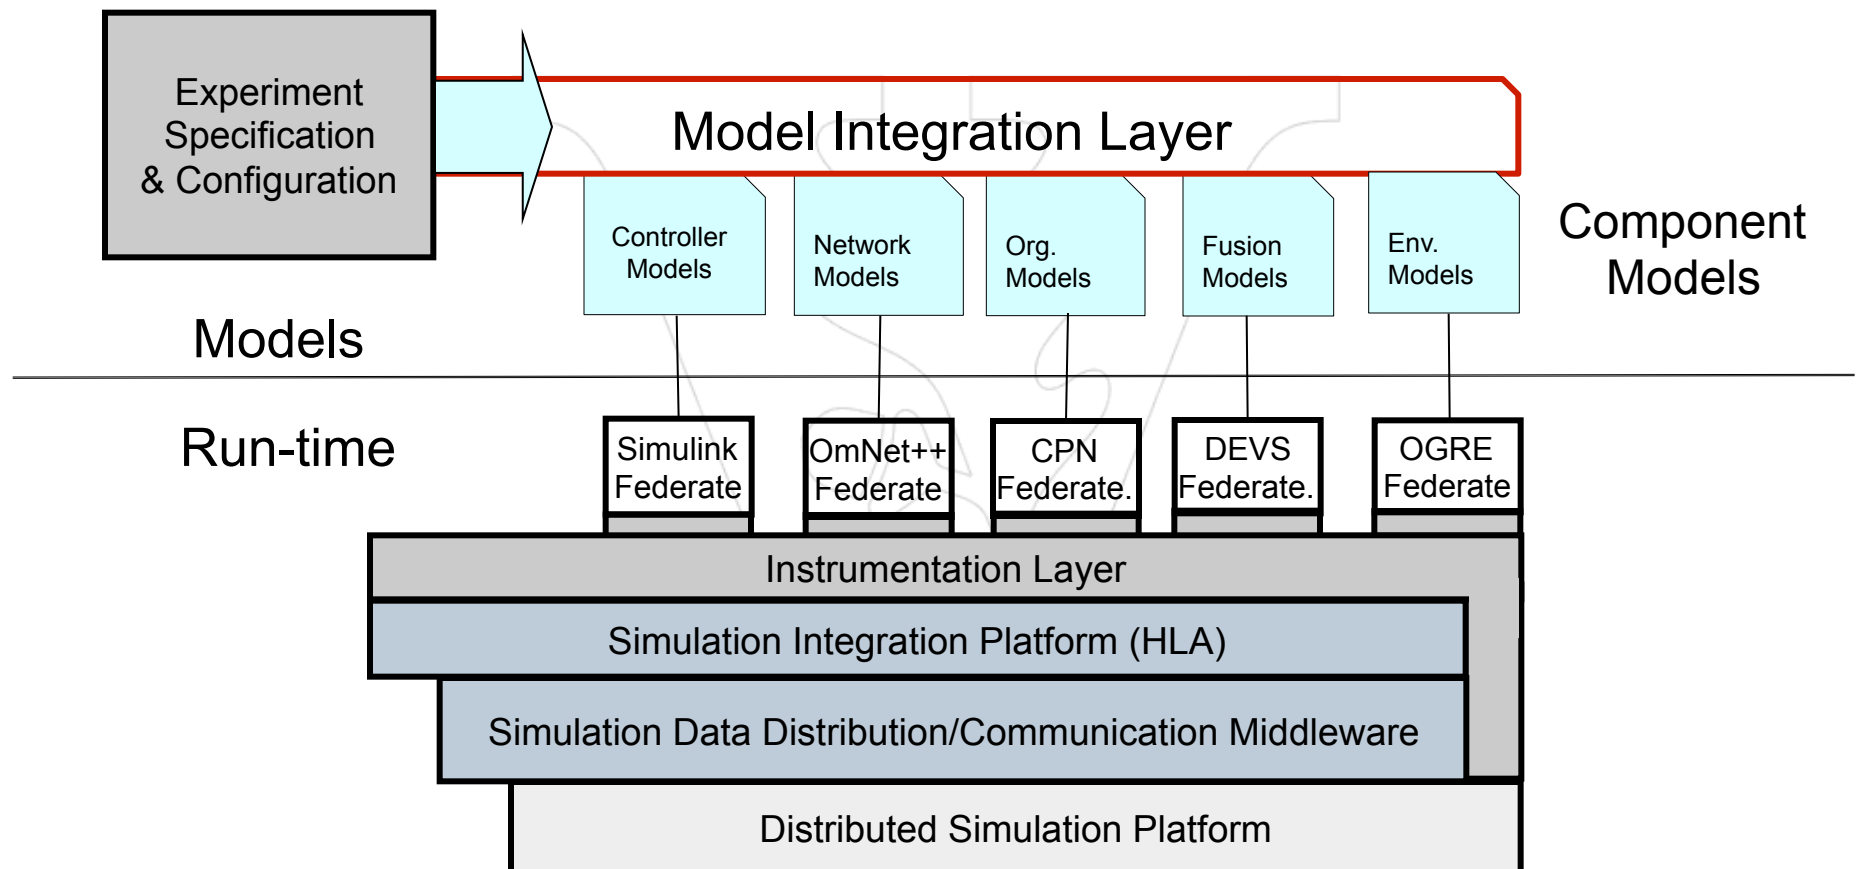 Experiment
Specification
& Configuration
Model Integration Layer
Controller
Models
Network
Models
Org.
Models
Fusion
Models
Env.
Models
Component
Models
Models
Run-time
Simulink
Federate
OmNet++
Federate
CPN
Federate.
DEVS
Federate.
OGRE
Federate
Instrumentation Layer
Simulation Integration Platform (HLA)
Simulation Data Distribution/Communication Middleware
Distributed Simulation Platform